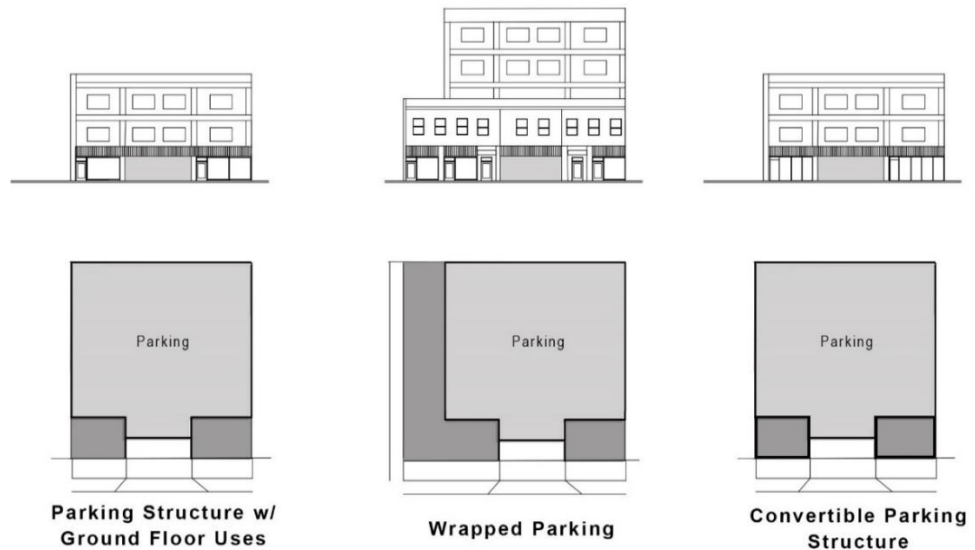 Parking
Parking
Parking
Parking Structure w/
Ground Floor Uses
Wrapped Parking
Convertible Parking
Structure